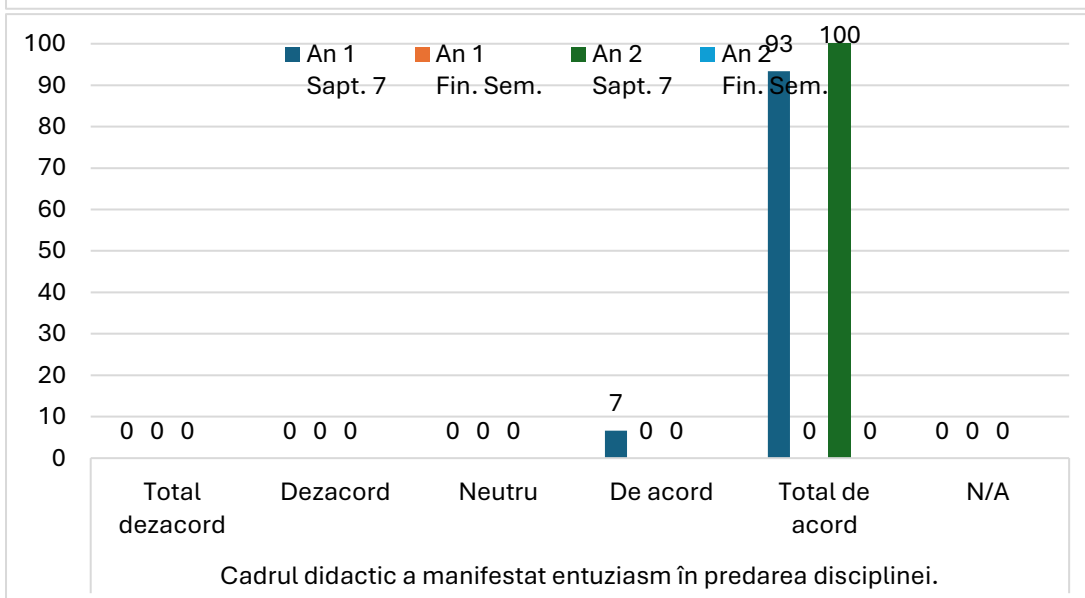 100
90
80
70
60
50
40
30
20
10
0
An 1
Sapt. 7
An 1
Fin. Sem.
An 2
Sapt. 7
An 2
Fin. Sem.
0 0 0
0 0 0
0 0 0
7 0 0
93 0 100 0
0 0 0
Total
dezacord
Dezacord
Neutru
De acord
Total de
acord
N/A
Cadrul didactic a manifestat entuziasm în predarea disciplinei.